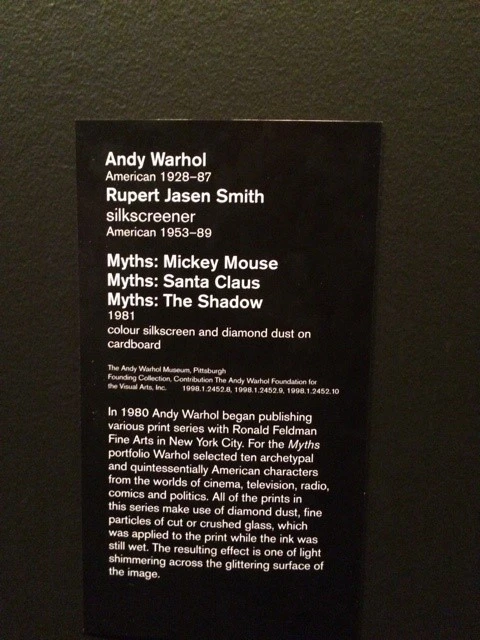 Andy Warhol
American 1928–87
Rupert Jasen Smith
silkscreener
American 1953–89
Myths: Mickey Mouse
Myths: Santa Claus
Myths: The Shadow
1981
colour silkscreen and diamond dust on
cardboard
The Andy Warhol Museum, Pittsburgh
Founding Collection, Contribution The Andy Warhol Foundation for
the Visual Arts, Inc. 1998.1.2452.8, 1998.1.2452.9, 1998.1.2452.10
In 1980 Andy Warhol began publishing
various print series with Ronald Feldman
Fine Arts in New York City. For the Myths
portfolio Warhol selected ten archetypal
and quintessentially American characters
from the worlds of cinema, television, radio,
comics and politics. All of the prints in
this series make use of diamond dust, fine
particles of cut or crushed glass, which
was applied to the print while the ink was
still wet. The resulting effect is one of light
shimmering across the glittering surface of
the image.